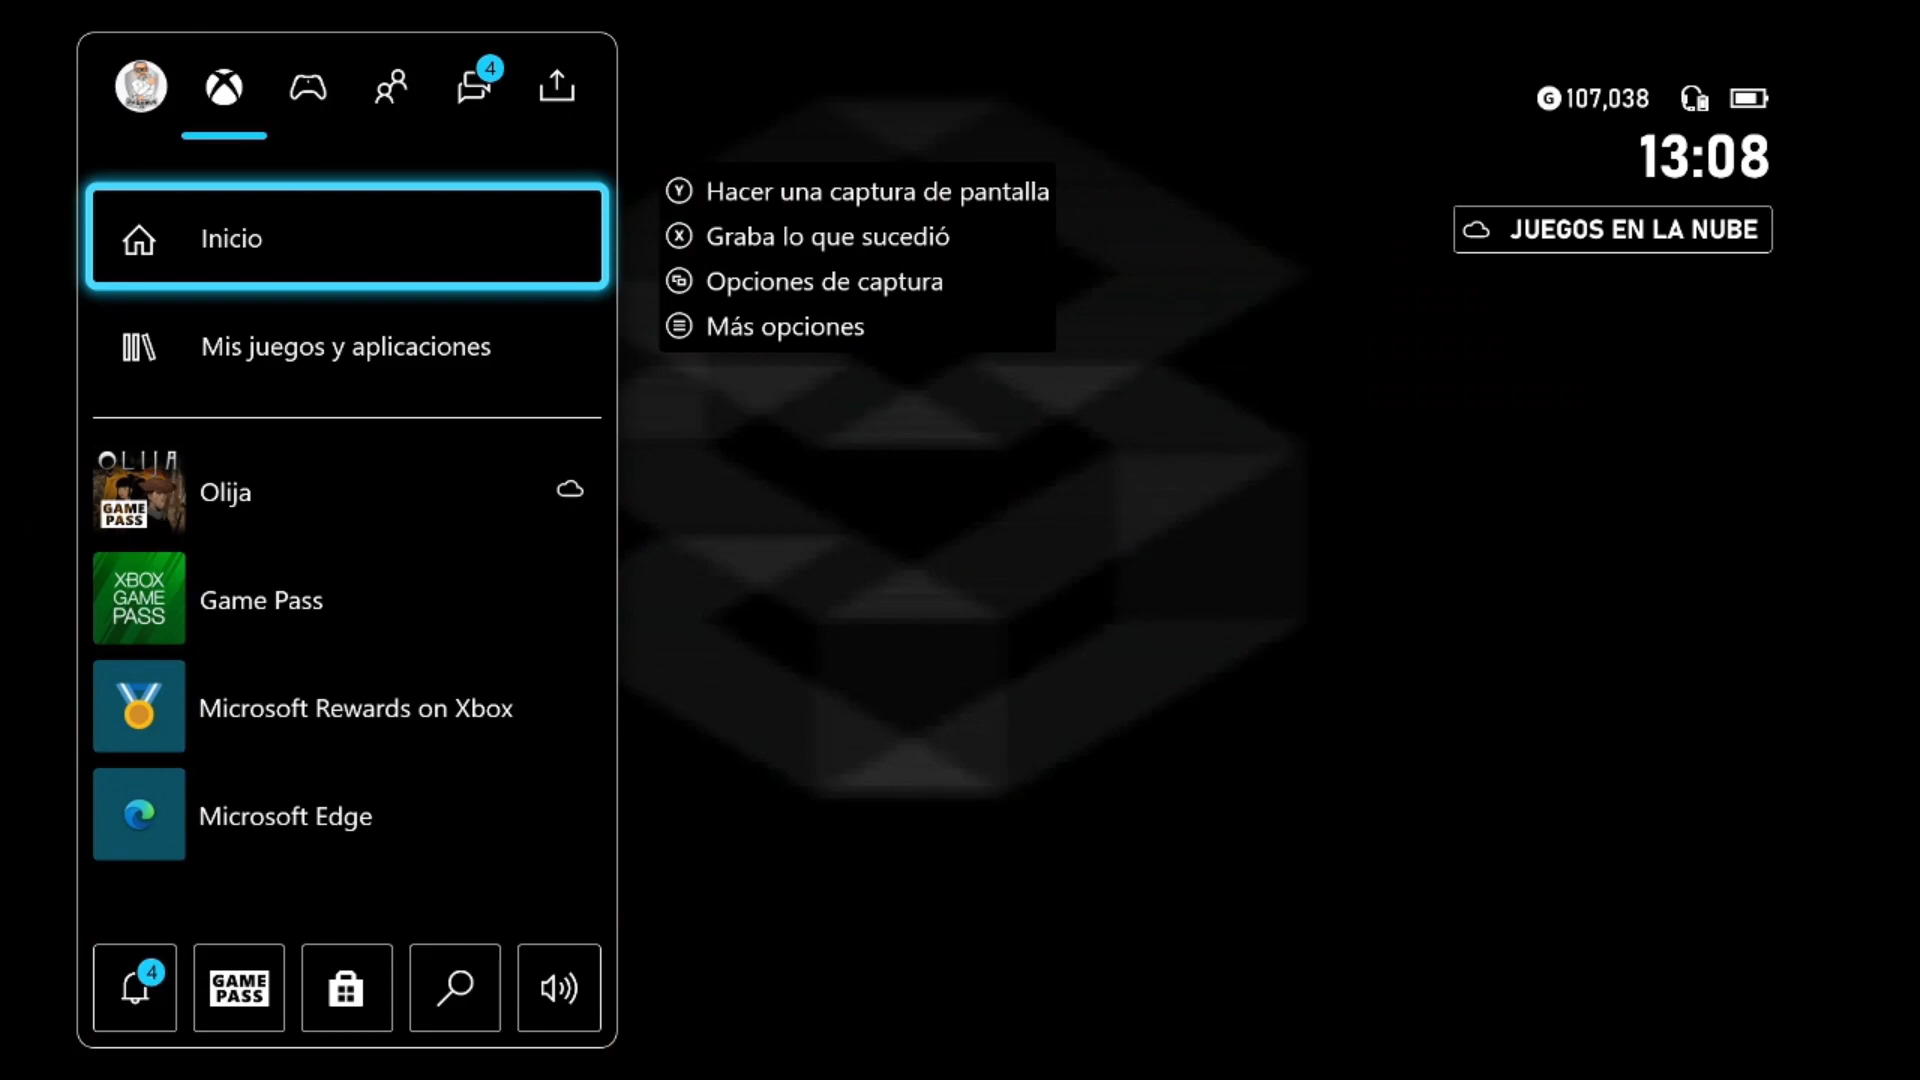 4
G 107,038
13:08
JUEGOS EN LA NUBE
Inicio
Mis juegos y aplicaciones
Y Hacer una captura de pantalla
X Graba lo que sucedió
Opciones de captura
Más opciones
OLIJA
GAME
PASS
Olija
XBOX
GAME
PASS
Game Pass
Microsoft Rewards on Xbox
Microsoft Edge
4
GAME
PASS